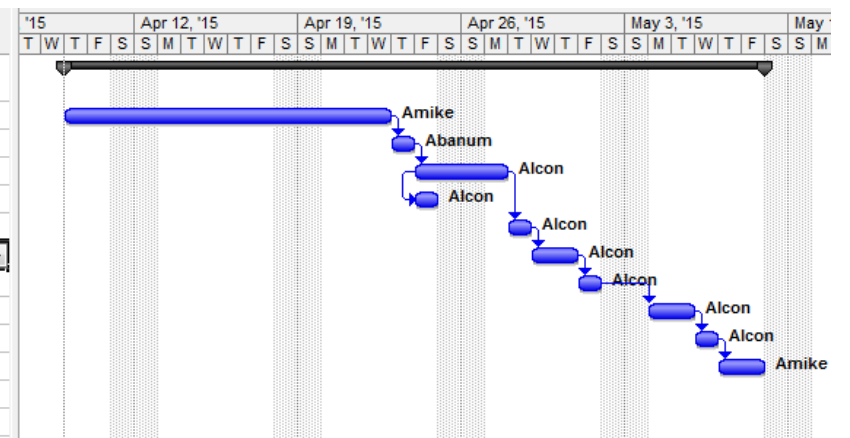 '15 Apr 12, '15 Apr 19, '15 Apr 26, '15 May 3, '15 May
T W T F S S M T W T F S S M T W T F S S M T W T F S S M T W T F S S M
Amike
Abanum
Alcon
Alcon
Alcon
Alcon
Alcon
Alcon
Alcon
Amike